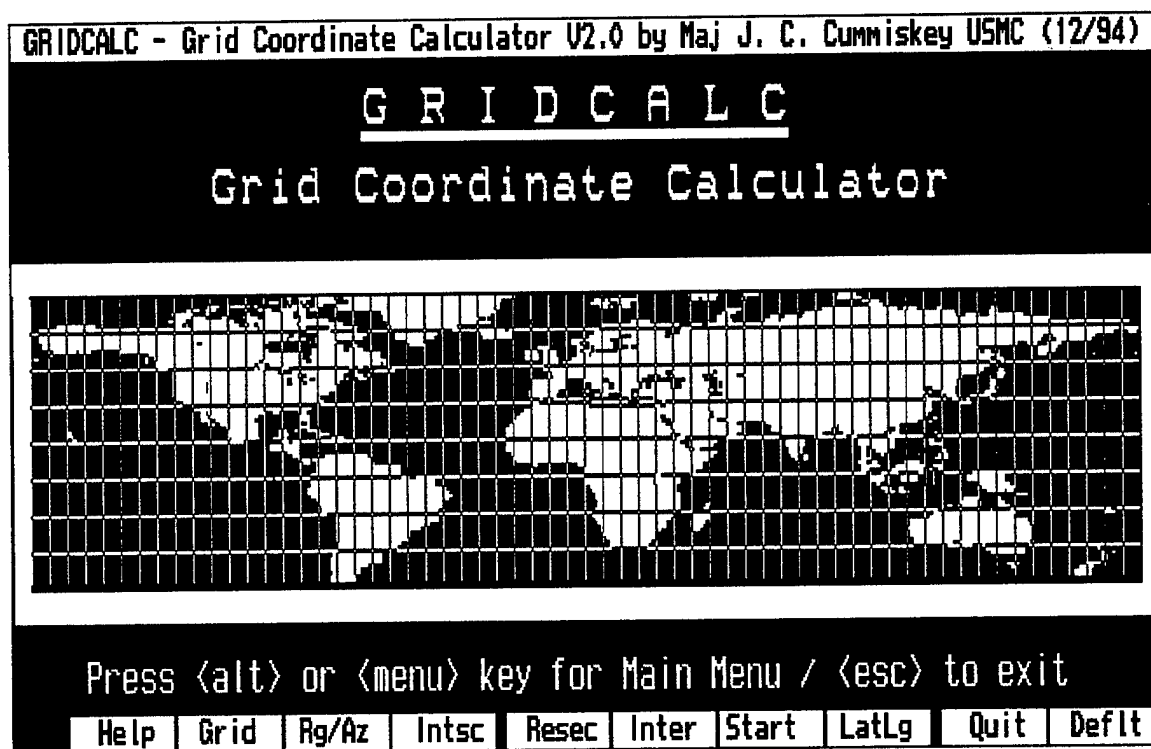 GRIDCALC - Grid Coordinate Calculator V2.0 by Maj J. C. Cummiskey USMC (12/94)
G R I D C A L C
Grid Coordinate Calculator
Press <alt> or <menu> key for Main Menu / <esc> to exit
Help Grid Rg/Az Intsc Resec Inter Start LatLg Quit Deflt